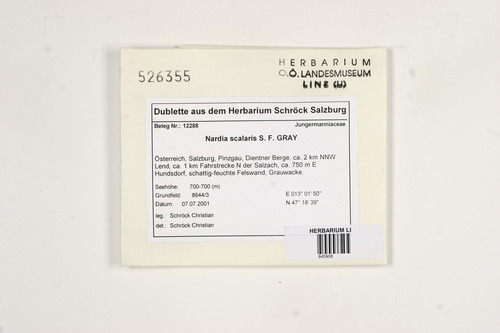 526355
HERBARIUM
O.Ö. LANDESMUSEUM
LINZ (U)
Dublette aus dem Herbarium Schröck Salzburg
Beleg Nr.: 12288 Jungermanniaceae
Nardia scalaris S. F. GRAY
Österreich, Salzburg, Pinzgau, Dientner Berge, ca. 2 km NNW
Lend, ca. 1 km Fahrstrecke N der Salzach, ca. 750 m E
Hundsdorf, schattig-feuchte Felswand, Grauwacke.
Seehöhe: 700-700 (m) E 013° 01' 50"
Grundfeld: 8644/3
Datum: 07.07.2001 N 47° 18' 39"
leg.: Schröck Christian
det.: Schröck Christian
HERBARIUM LI
845908